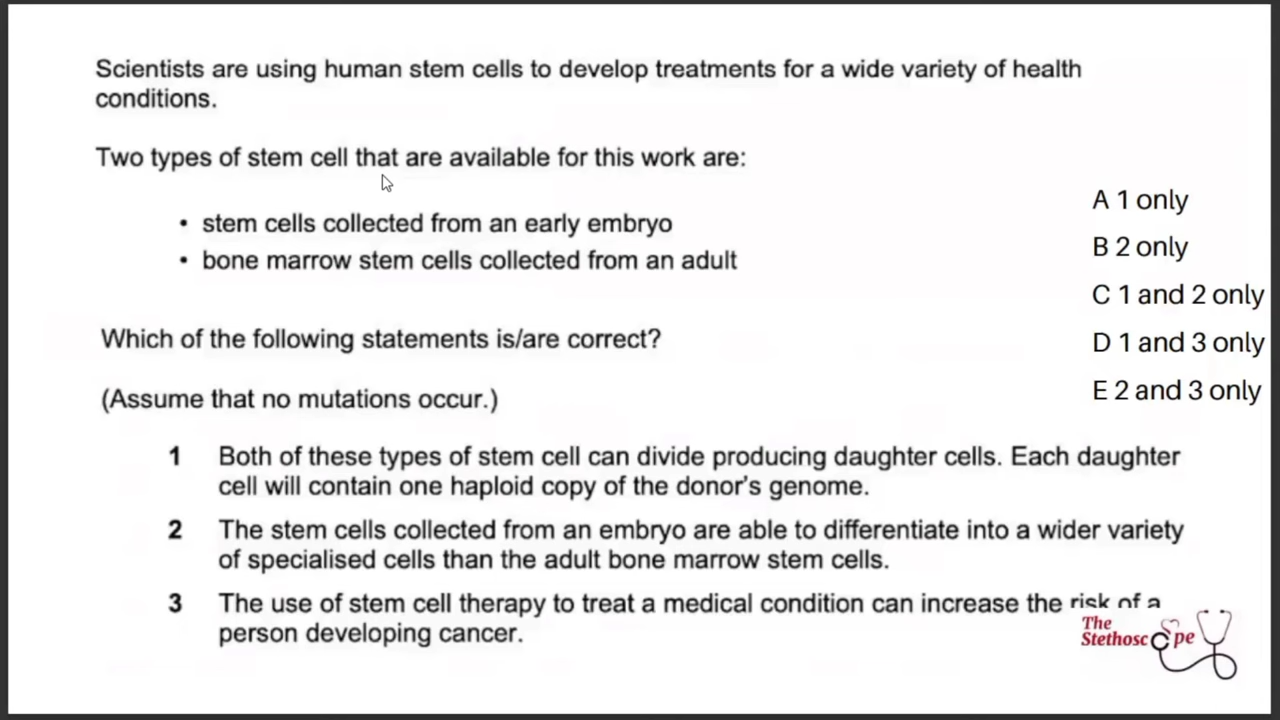 Scientists are using human stem cells to develop treatments for a wide variety of health
conditions.
Two types of stem cell that are available for this work are:
• stem cells collected from an early embryo
• bone marrow stem cells collected from an adult
Which of the following statements is/are correct?
(Assume that no mutations occur.)
1 Both of these types of stem cell can divide producing daughter cells. Each daughter
cell will contain one haploid copy of the donor's genome.
2 The stem cells collected from an embryo are able to differentiate into a wider variety
of specialised cells than the adult bone marrow stem cells.
3 The use of stem cell therapy to treat a medical condition can increase the risk of a
person developing cancer.
A 1 only
B 2 only
C 1 and 2 only
D 1 and 3 only
E 2 and 3 only
The
Stethoscope